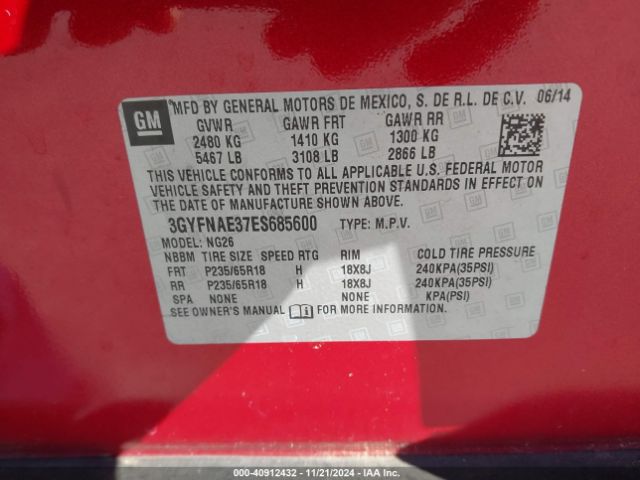 GM
MFD BY GENERAL MOTORS DE MEXICO, S. DE R.L. DE C.V. 06/14
GVWR GAWR FRT GAWR RR
2480 KG 1410 KG 1300 KG
5467 LB 3108 LB 2866 LB
THIS VEHICLE CONFORMS TO ALL APPLICABLE U.S. FEDERAL MOTOR
VEHICLE SAFETY AND THEFT PREVENTION STANDARDS IN EFFECT ON
THE DATE OF MANUFACTURE SHOWN ABOVE.
3GYFNAE37ES685600 TYPE: M.P.V.
MODEL: NG26
NBBM TIRE SIZE SPEED RTG RIM COLD TIRE PRESSURE
FRT P235/65R18 H 18X8J 240KPA(35PSI)
RR P235/65R18 H 18X8J 240KPA(35PSI)
SPA NONE NONE KPA(PSI)
SEE OWNER'S MANUAL FOR MORE INFORMATION.
000-40912432 - 11/21/2024 - IAA Inc.